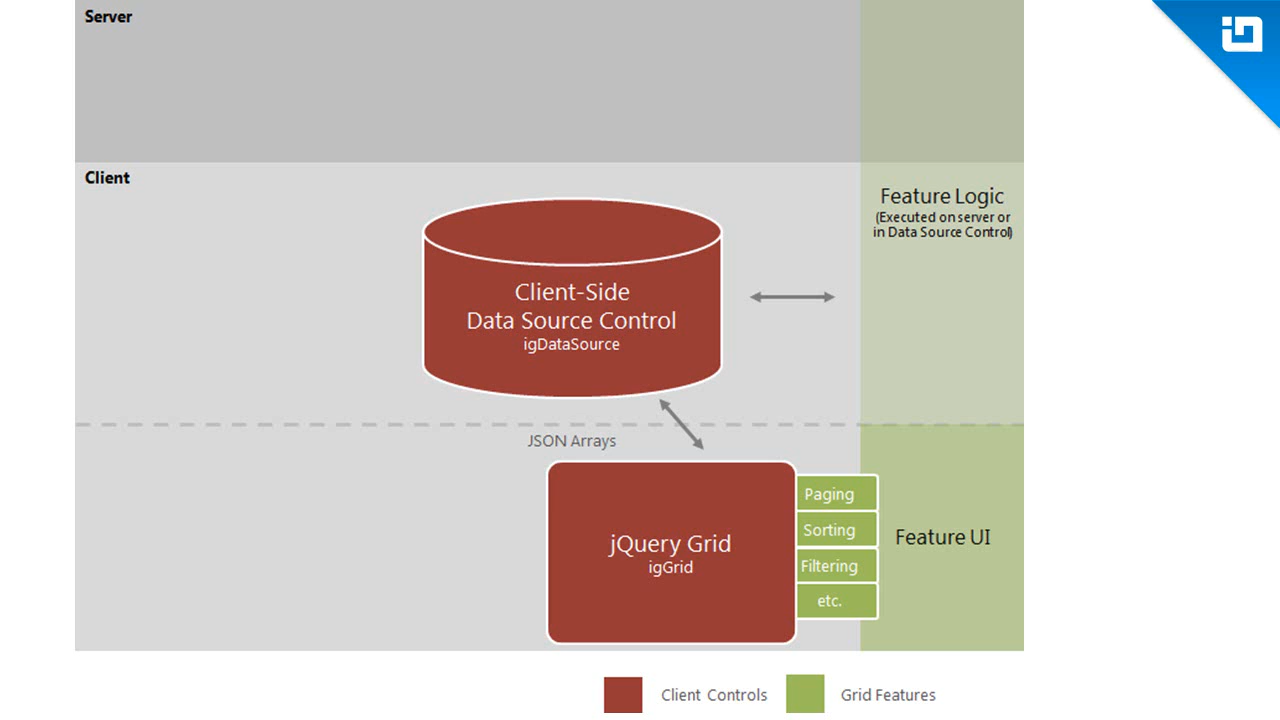 Server
Client
Feature Logic
(Executed on server or
in Data Source Control)
Client-Side
Data Source Control
igDataSource
JSON Arrays
jQuery Grid
igGrid
Paging
Sorting
Filtering
etc.
Feature UI
Client Controls
Grid Features